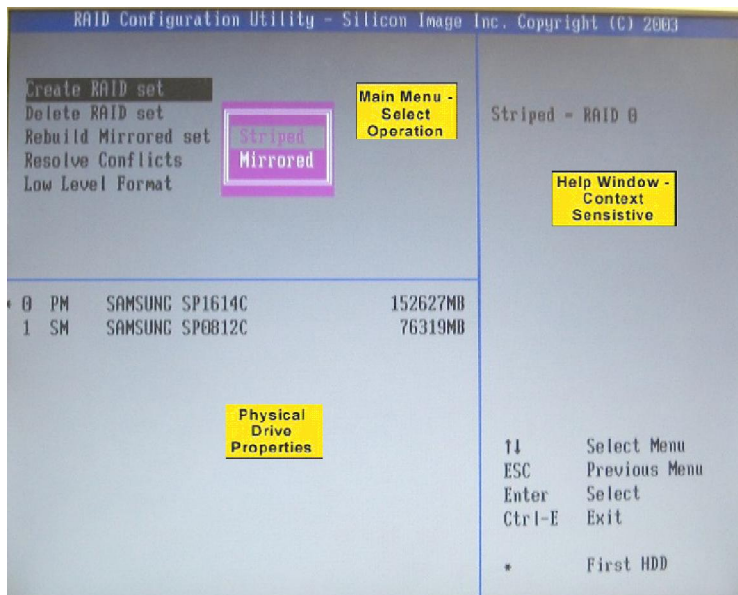 RAID Configuration Utility - Silicon Image Inc. Copyright (C) 2003
Create RAID set
Delete RAID set
Rebuild Mirrored set
Resolve Conflicts
Low Level Format
Striped
Mirrored
Main Menu -
Select
Operation
Striped - RAID 0
Help Window -
Context
Sensistive
* 0 PM SAMSUNG SP1614C 152627MB
1 SM SAMSUNG SP0812C 76319MB
Physical
Drive
Properties
↑↓ Select Menu
ESC Previous Menu
Enter Select
Ctrl-E Exit
* First HDD